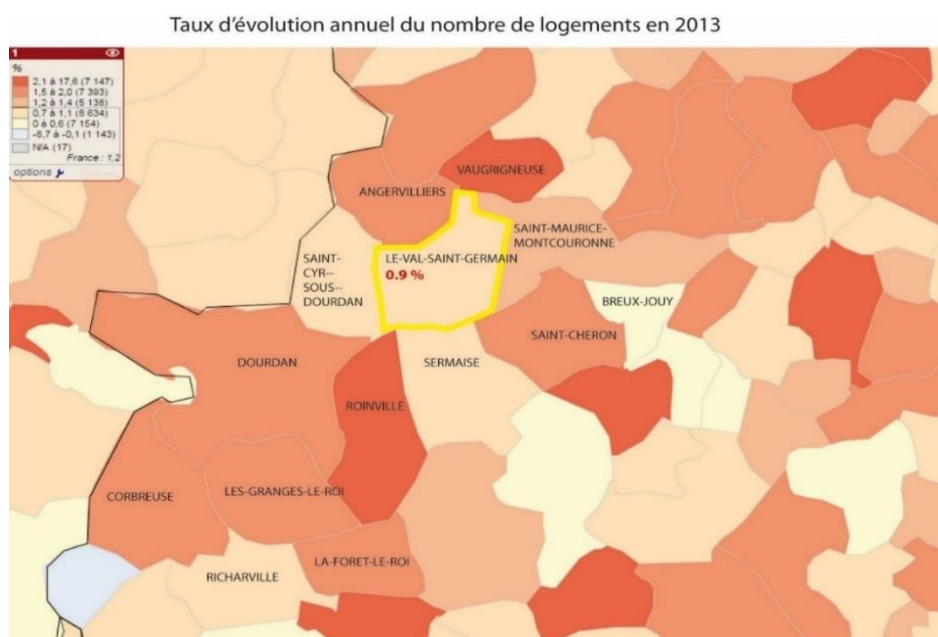 Taux d'évolution annuel du nombre de logements en 2013
1
%
2,1 à 17,6 (7 147)
1,5 à 2,0 (7 393)
1,2 à 1,4 (5 138)
0,7 à 1,1 (8 634)
0 à 0,6 (7 154)
-8,7 à -0,1 (1 143)
N/A (17)
France : 1,2
options
VAUGRIGNEUSE
ANGERVILLIERS
SAINT-MAURICE-
MONTCOURONNE
SAINT-
CYR--
SOUS--
DOURDAN
LE-VAL-SAINT-GERMAIN
0.9 %
BREUX-JOUY
SAINT-CHERON
DOURDAN
SERMAISE
ROINVILLE
CORBREUSE
LES-GRANGES-LE-ROI
LA-FORET-LE-ROI
RICHARVILLE